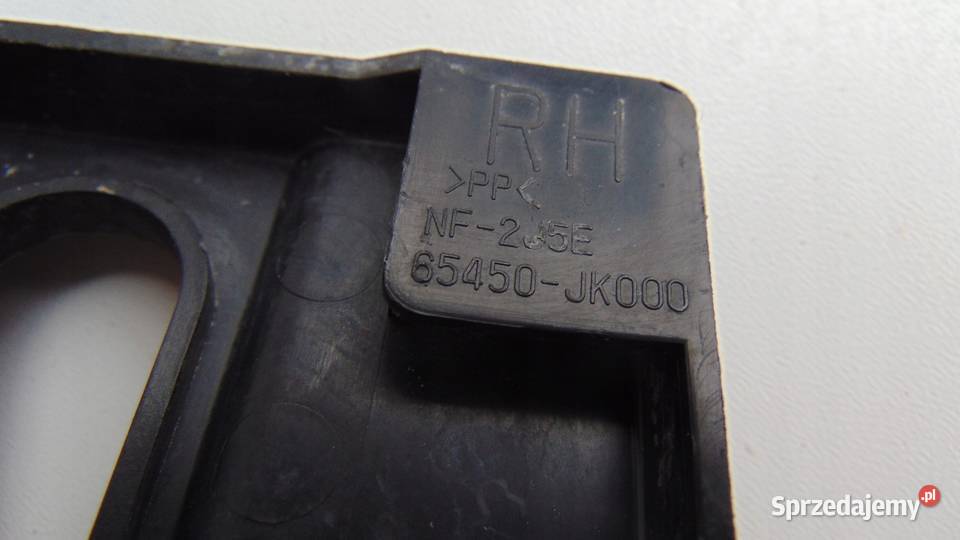 RH
>PP<
65450-JK000
Sprzedajemy.pl